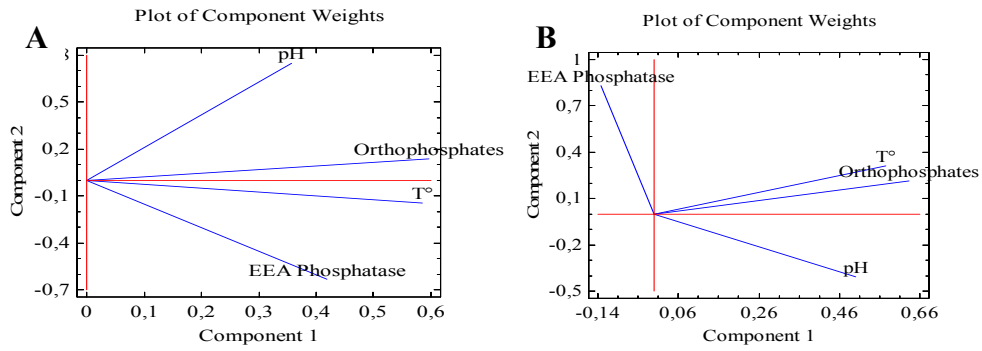 Plot of Component Weights
A
8
pH
0,5
0,2
Orthophosphates
-0,1
T°
-0,4
EEA Phosphatase
-0,7
0 0,1 0,2 0,3 0,4 0,5 0,6
Component 1
Component 2
Plot of Component Weights
B
1
EEA Phosphatase
0,7
0,4
T°
Orthophosphates
0,1
-0,2
pH
-0,5
-0,14 0,06 0,26 0,46 0,66
Component 1
Component 2